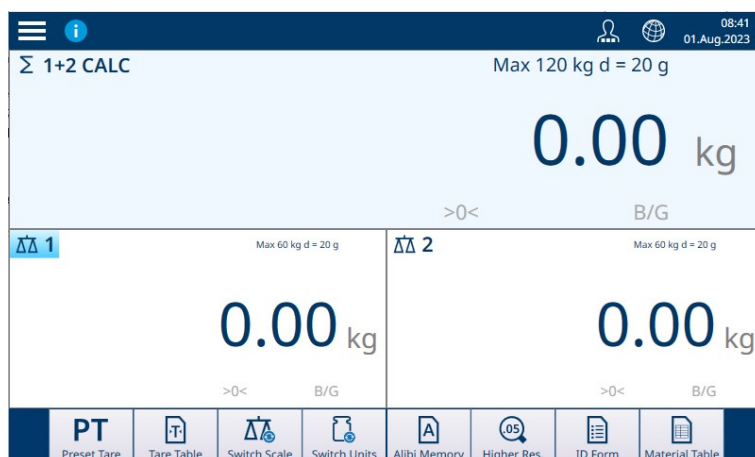 i
08:41
01.Aug.2023
Σ 1+2 CALC
Max 120 kg d = 20 g
0.00 kg
>0< B/G
1 Max 60 kg d = 20 g
0.00 kg
>0< B/G
2 Max 60 kg d = 20 g
0.00 kg
>0< B/G
PT
Preset Tare
T
Tare Table
Switch Scale
Switch Units
A
Alibi Memory
.05
Higher Res.
ID Form
Material Table